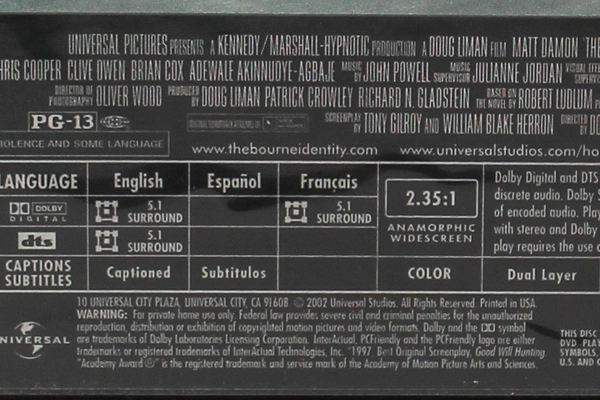 UNIVERSAL PICTURES PRESENTS A KENNEDY/MARSHALL-HYPNOTIC PRODUCTION A DOUG LIMAN FILM MATT DAMON "THE
HRIS COOPER CLIVE OWEN BRIAN COX ADEWALE AKINNUOYE-AGBAJE MUSIC BY JOHN POWELL MUSIC SUPERVISOR JULIANNE JORDAN VISUAL EFFE
DIRECTOR OF PHOTOGRAPHY OLIVER WOOD PRODUCED BY DOUG LIMAN PATRICK CROWLEY RICHARD N. GLADSTEIN BASED ON THE NOVEL BY ROBERT LUDLUM
PG-13 SCREENPLAY BY TONY GILROY AND WILLIAM BLAKE HERRON DIRECTED BY DO
VIOLENCE AND SOME LANGUAGE www.thebourneidentity.com www.universalstudios.com/ho
LANGUAGE English Español Français
DOLBY DIGITAL 5.1 SURROUND 5.1 SURROUND
dts 5.1 SURROUND
CAPTIONS SUBTITLES Captioned Subtitulos
2.35:1
ANAMORPHIC
WIDESCREEN
COLOR Dual Layer
Dolby Digital and DTS
discrete audio. Dolby S
of encoded audio. Play
with stereo and Dolby
play requires the use o
10 UNIVERSAL CITY PLAZA, UNIVERSAL CITY, CA 91608 © 2002 Universal Studios. All Rights Reserved. Printed in USA.
WARNING: For private home use only. Federal law provides severe civil and criminal penalties for the unauthorized
reproduction, distribution or exhibition of copyrighted motion pictures and video formats. Dolby and the DD symbol
are trademarks of Dolby Laboratories Licensing Corporation. InterActual, PCFriendly and the PCFriendly logo are either
trademarks or registered trademarks of InterActual Technologies, Inc. *1997, Best Original Screenplay, Good Will Hunting
"Academy Award®" is the registered trademark and service mark of the Academy of Motion Picture Arts and Sciences.
NIVERSAL
THIS DISC
DVD PLAY
SYMBOLS.
U.S. AND C